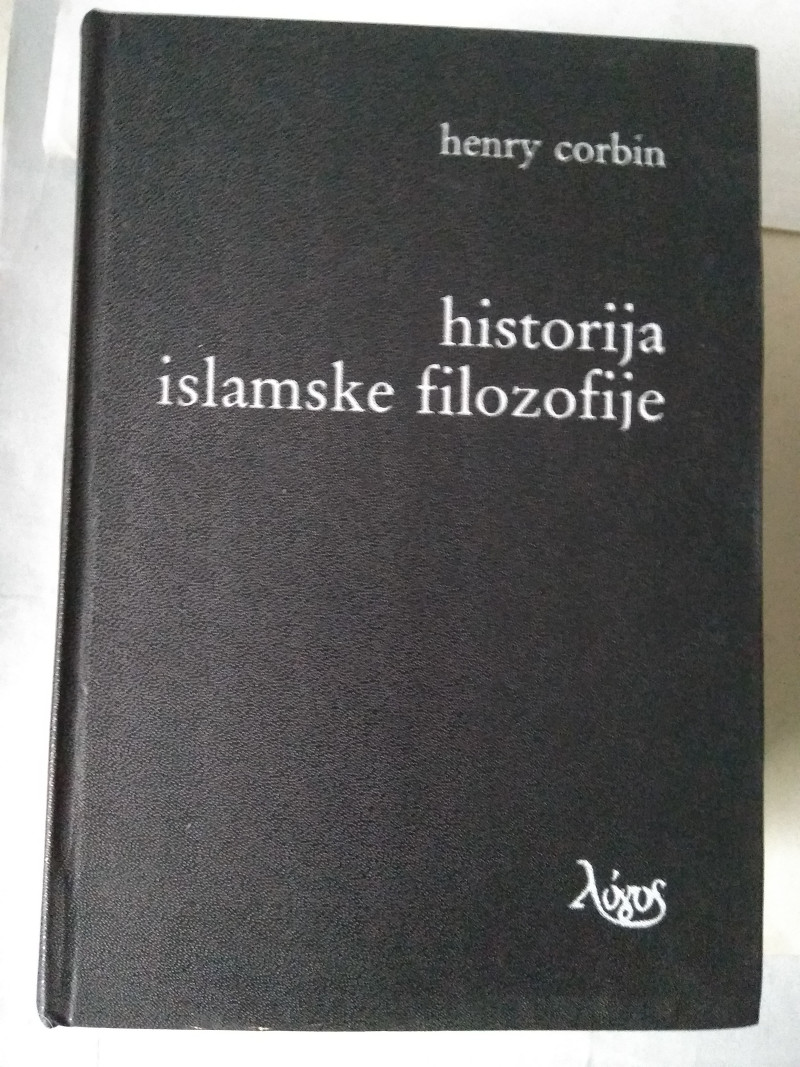 henry corbin
historija
islamske filozofije
λόγος